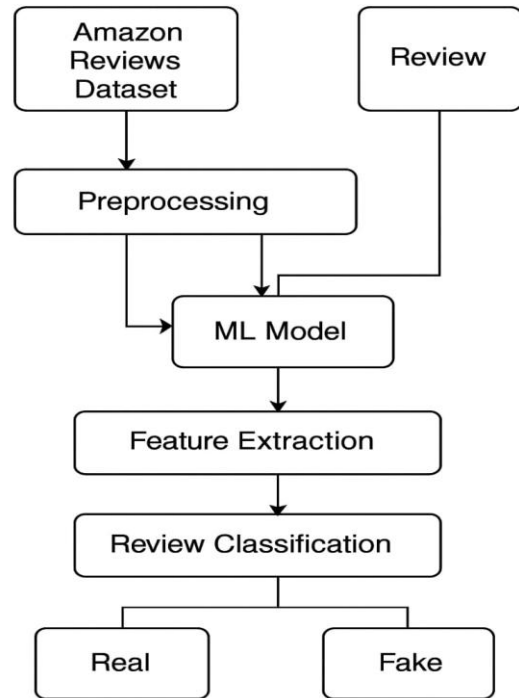 Amazon
Reviews
Dataset
Review
Preprocessing
ML Model
Feature Extraction
Review Classification
Real
Fake